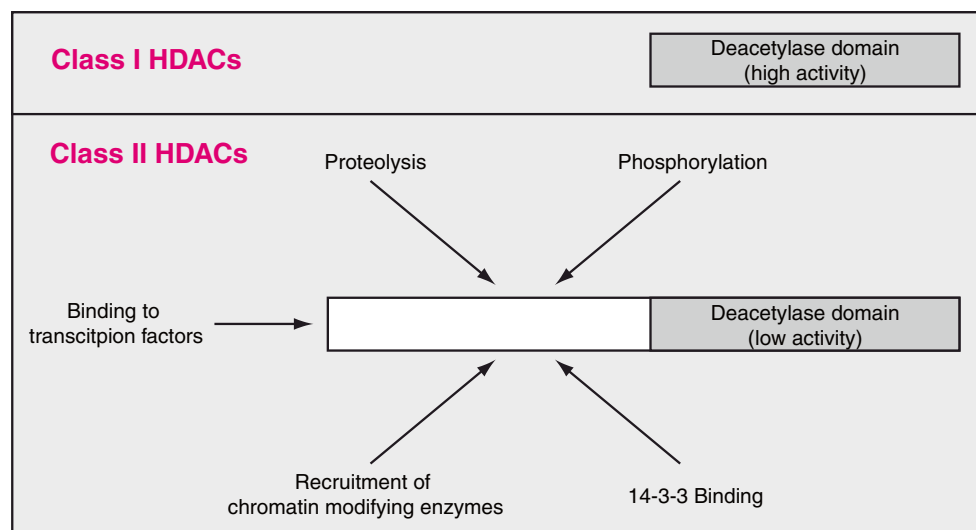 Class I HDACs
Deacetylase domain
(high activity)
Class II HDACs
Proteolysis
Phosphorylation
Binding to
transcitpion factors
Deacetylase domain
(low activity)
Recruitment of
chromatin modifying enzymes
14-3-3 Binding